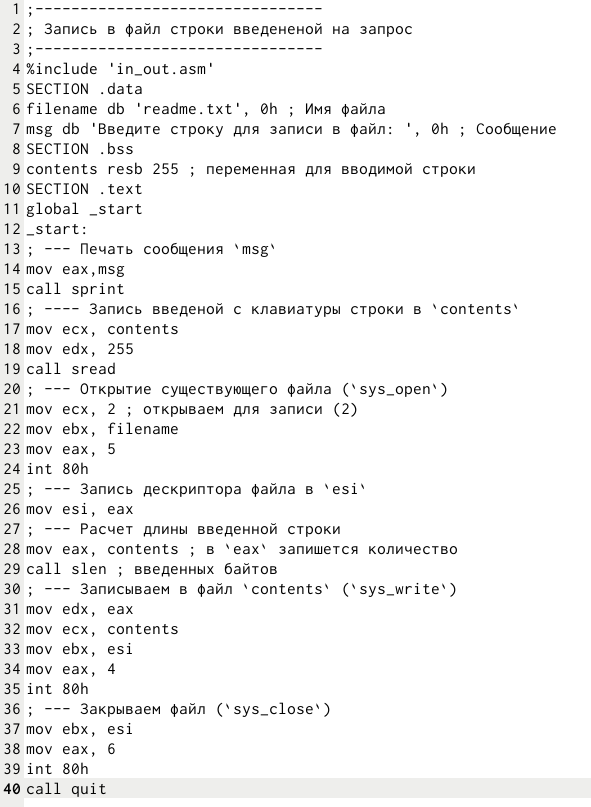 1 ;--------------------------------
2 ; Запись в файл строки введененой на запрос
3 ;--------------------------------
4 %include 'in_out.asm'
5 SECTION .data
6 filename db 'readme.txt', 0h ; Имя файла
7 msg db 'Введите строку для записи в файл: ', 0h ; Сообщение
8 SECTION .bss
9 contents resb 255 ; переменная для вводимой строки
10 SECTION .text
11 global _start
12 _start:
13 ; --- Печать сообщения `msg`
14 mov eax,msg
15 call sprint
16 ; ---- Запись введеной с клавиатуры строки в `contents`
17 mov ecx, contents
18 mov edx, 255
19 call sread
20 ; --- Открытие существующего файла (`sys_open`)
21 mov ecx, 2 ; открываем для записи (2)
22 mov ebx, filename
23 mov eax, 5
24 int 80h
25 ; --- Запись дескриптора файла в `esi`
26 mov esi, eax
27 ; --- Расчет длины введенной строки
28 mov eax, contents ; в `eax` запишется количество
29 call slen ; введенных байтов
30 ; --- Записываем в файл `contents` (`sys_write`)
31 mov edx, eax
32 mov ecx, contents
33 mov ebx, esi
34 mov eax, 4
35 int 80h
36 ; --- Закрываем файл (`sys_close`)
37 mov ebx, esi
38 mov eax, 6
39 int 80h
40 call quit